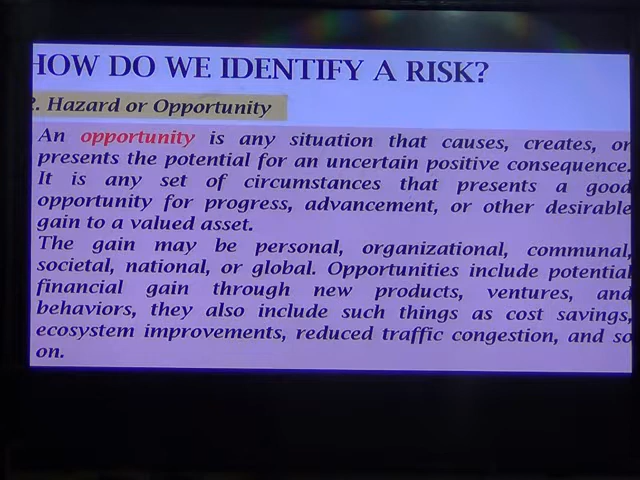 HOW DO WE IDENTIFY A RISK?
2. Hazard or Opportunity
An opportunity is any situation that causes, creates, or
presents the potential for an uncertain positive consequence.
It is any set of circumstances that presents a good
opportunity for progress, advancement, or other desirable
gain to a valued asset.
The gain may be personal, organizational, communal,
societal, national, or global. Opportunities include potential
financial gain through new products, ventures, and
behaviors, they also include such things as cost savings,
ecosystem improvements, reduced traffic congestion, and so
on.